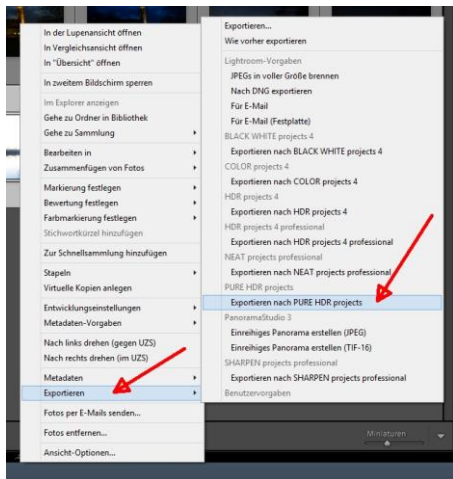 In der Lupenansicht öffnen
In Vergleichsansicht öffnen
In "Übersicht" öffnen
In zweitem Bildschirm sperren
Im Explorer anzeigen
Gehe zu Ordner in Bibliothek
Gehe zu Sammlung
Bearbeiten in
Zusammenfügen von Fotos
Markierung festlegen
Bewertung festlegen
Farbmarkierung festlegen
Stichwortkürzel hinzufügen
Zur Schnellsammlung hinzufügen
Stapeln
Virtuelle Kopien anlegen
Entwicklungseinstellungen
Metadaten-Vorgaben
Nach links drehen (gegen UZS)
Nach rechts drehen (im UZS)
Metadaten
Exportieren
Fotos per E-Mails senden...
Fotos entfernen...
Ansicht-Optionen...
Exportieren...
Wie vorher exportieren
Lightroom-Vorgaben
JPEGs in voller Größe brennen
Nach DNG exportieren
Für E-Mail
Für E-Mail (Festplatte)
BLACK WHITE projects 4
Exportieren nach BLACK WHITE projects 4
COLOR projects 4
Exportieren nach COLOR projects 4
HDR projects 4
Exportieren nach HDR projects 4
HDR projects 4 professional
Exportieren nach HDR projects 4 professional
NEAT projects professional
Exportieren nach NEAT projects professional
PURE HDR projects
Exportieren nach PURE HDR projects
PanoramaStudio 3
Einreihiges Panorama erstellen (JPEG)
Einreihiges Panorama erstellen (TIF-16)
SHARPEN projects professional
Exportieren nach SHARPEN projects professional
Benutzervorgaben
Miniaturen